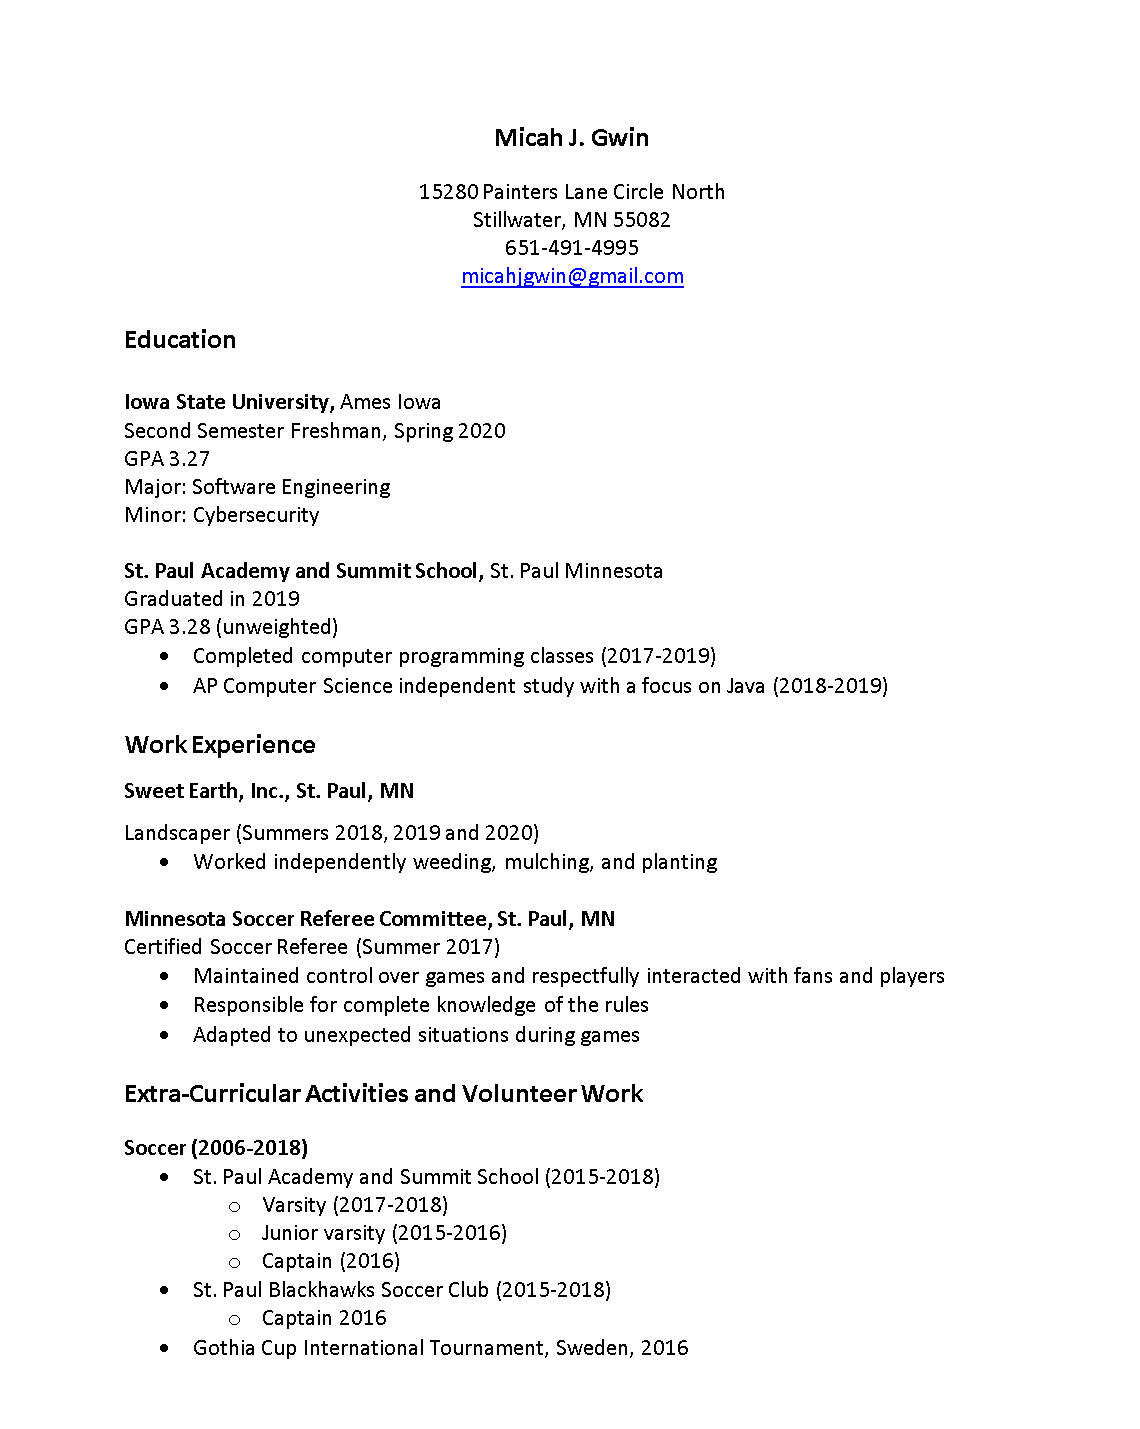 Micah J. Gwin
15280 Painters Lane Circle North
Stillwater, MN 55082
651-491-4995
micahjgwin@gmail.com
Education
Iowa State University, Ames Iowa
Second Semester Freshman, Spring 2020
GPA 3.27
Major: Software Engineering
Minor: Cybersecurity
St. Paul Academy and Summit School, St. Paul Minnesota
Graduated in 2019
GPA 3.28 (unweighted)
• Completed computer programming classes (2017-2019)
• AP Computer Science independent study with a focus on Java (2018-2019)
Work Experience
Sweet Earth, Inc., St. Paul, MN
Landscaper (Summers 2018, 2019 and 2020)
• Worked independently weeding, mulching, and planting
Minnesota Soccer Referee Committee, St. Paul, MN
Certified Soccer Referee (Summer 2017)
• Maintained control over games and respectfully interacted with fans and players
• Responsible for complete knowledge of the rules
• Adapted to unexpected situations during games
Extra-Curricular Activities and Volunteer Work
Soccer (2006-2018)
• St. Paul Academy and Summit School (2015-2018)
o Varsity (2017-2018)
o Junior varsity (2015-2016)
o Captain (2016)
• St. Paul Blackhawks Soccer Club (2015-2018)
o Captain 2016
• Gothia Cup International Tournament, Sweden, 2016